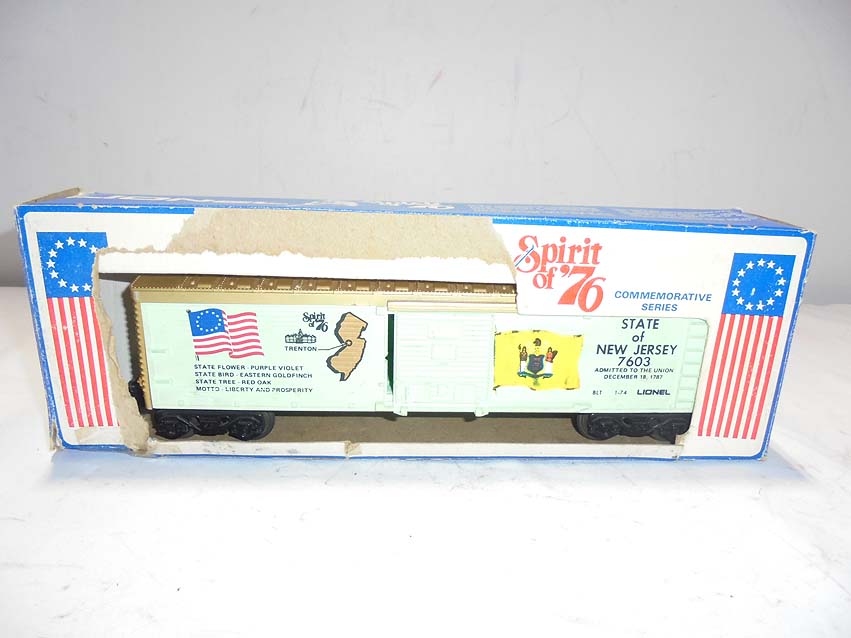 Spirit
of '76
COMMEMORATIVE
SERIES
Spirit
of '76
TRENTON
STATE FLOWER - PURPLE VIOLET
STATE BIRD - EASTERN GOLDFINCH
STATE TREE - RED OAK
MOTTO - LIBERTY AND PROSPERITY
STATE
of
NEW JERSEY
7603
ADMITTED TO THE UNION
DECEMBER 18, 1787
BLT 1-74 LIONEL